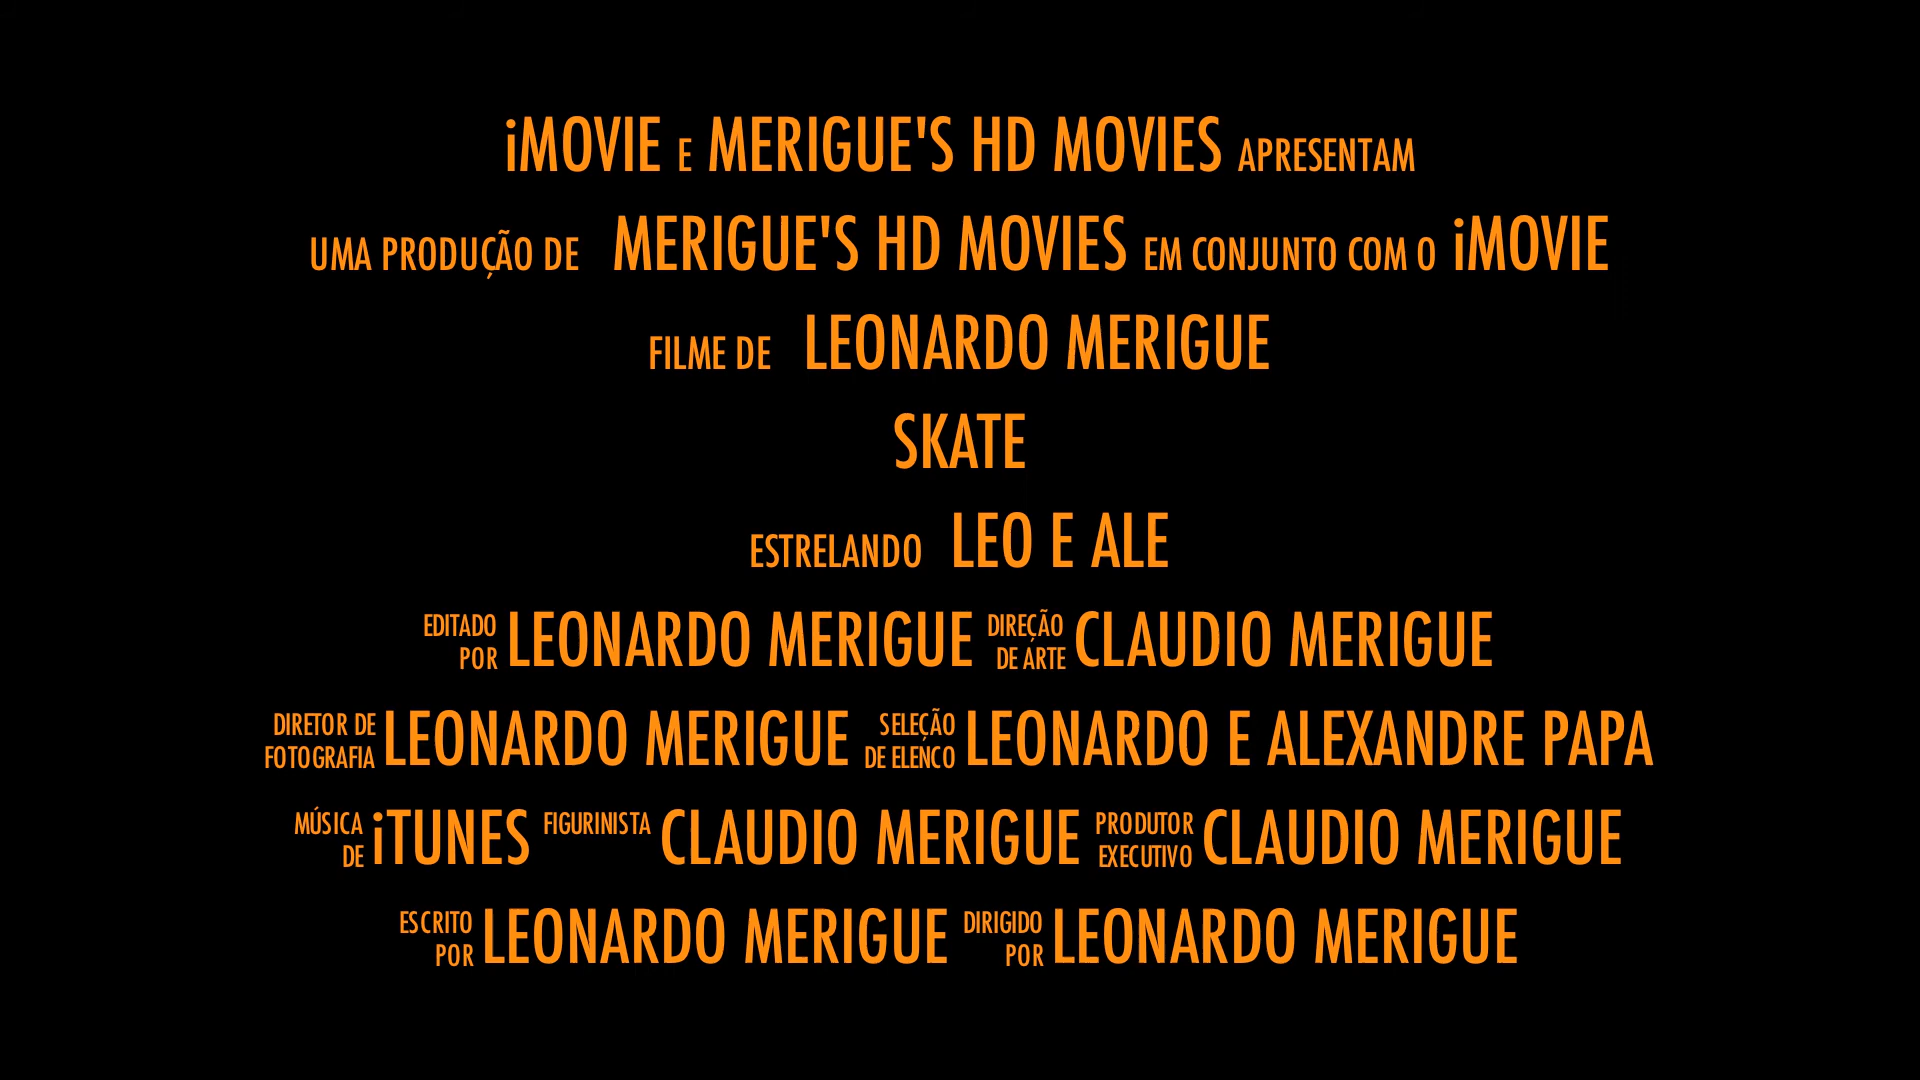 iMOVIE E MERIGUE'S HD MOVIES APRESENTAM
UMA PRODUÇÃO DE MERIGUE'S HD MOVIES EM CONJUNTO COM O iMOVIE
FILME DE LEONARDO MERIGUE
SKATE
ESTRELANDO LEO E ALE
EDITADO POR LEONARDO MERIGUE DIREÇÃO DE ARTE CLAUDIO MERIGUE
DIRETOR DE FOTOGRAFIA LEONARDO MERIGUE SELEÇÃO DE ELENCO LEONARDO E ALEXANDRE PAPA
MÚSICA DE iTUNES FIGURINISTA CLAUDIO MERIGUE PRODUTOR EXECUTIVO CLAUDIO MERIGUE
ESCRITO POR LEONARDO MERIGUE DIRIGIDO POR LEONARDO MERIGUE